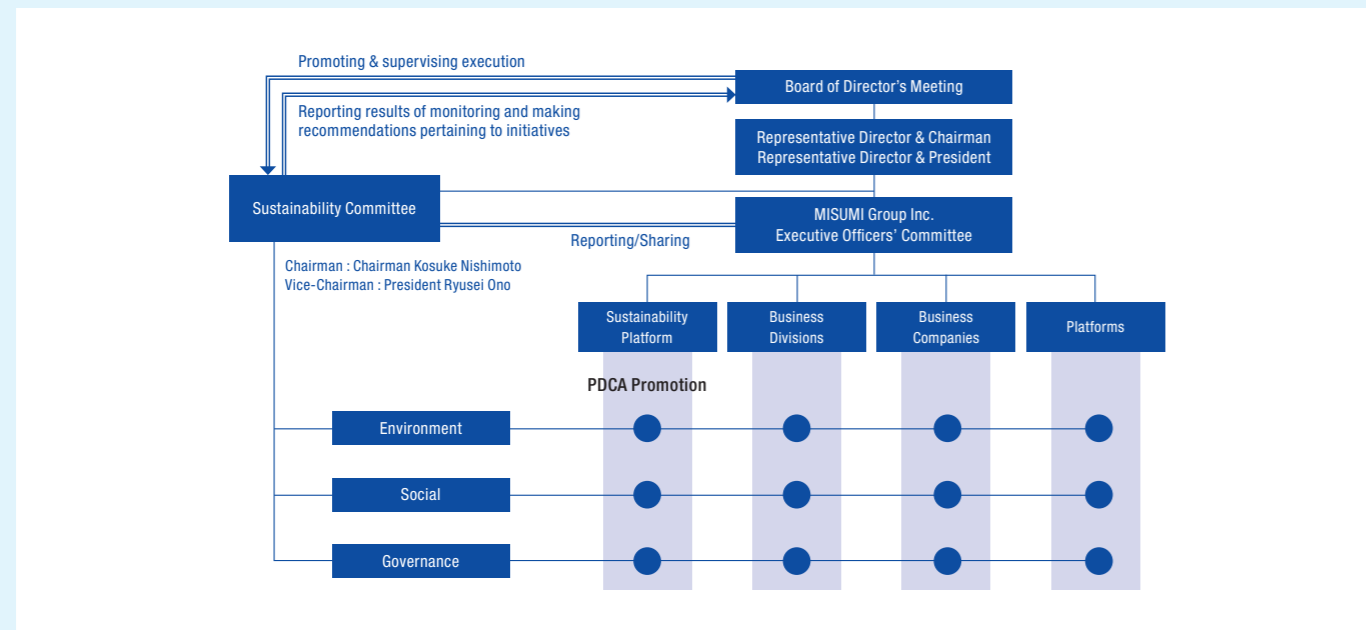 Promoting & supervising execution
Board of Director's Meeting
Reporting results of monitoring and making
recommendations pertaining to initiatives
Representative Director & Chairman
Representative Director & President
Sustainability Committee
MISUMI Group Inc.
Executive Officers' Committee
Reporting/Sharing
Chairman : Chairman Kosuke Nishimoto
Vice-Chairman : President Ryusei Ono
Sustainability
Platform
Business
Divisions
Business
Companies
Platforms
PDCA Promotion
Environment
Social
Governance